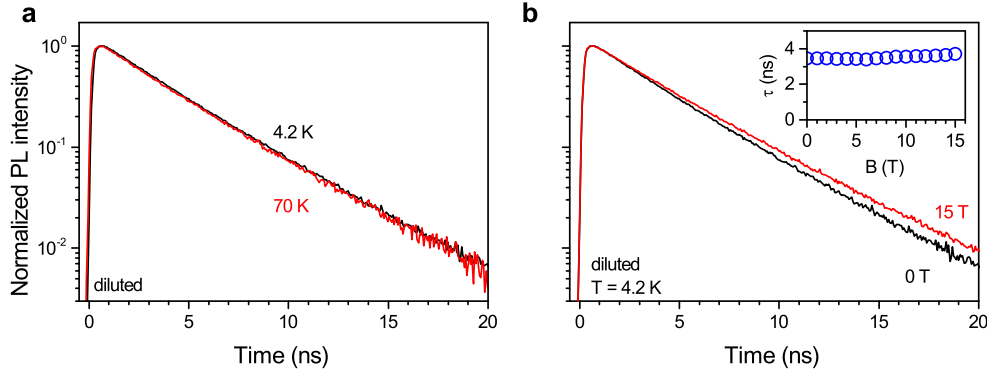 a
Normalized PL intensity
10⁰
10⁻¹
10⁻²
4.2 K
70 K
diluted
0 5 10 15 20
Time (ns)
b
4
2
0
τ (ns)
0 5 10 15
B (T)
15 T
0 T
diluted
T = 4.2 K
0 5 10 15 20
Time (ns)